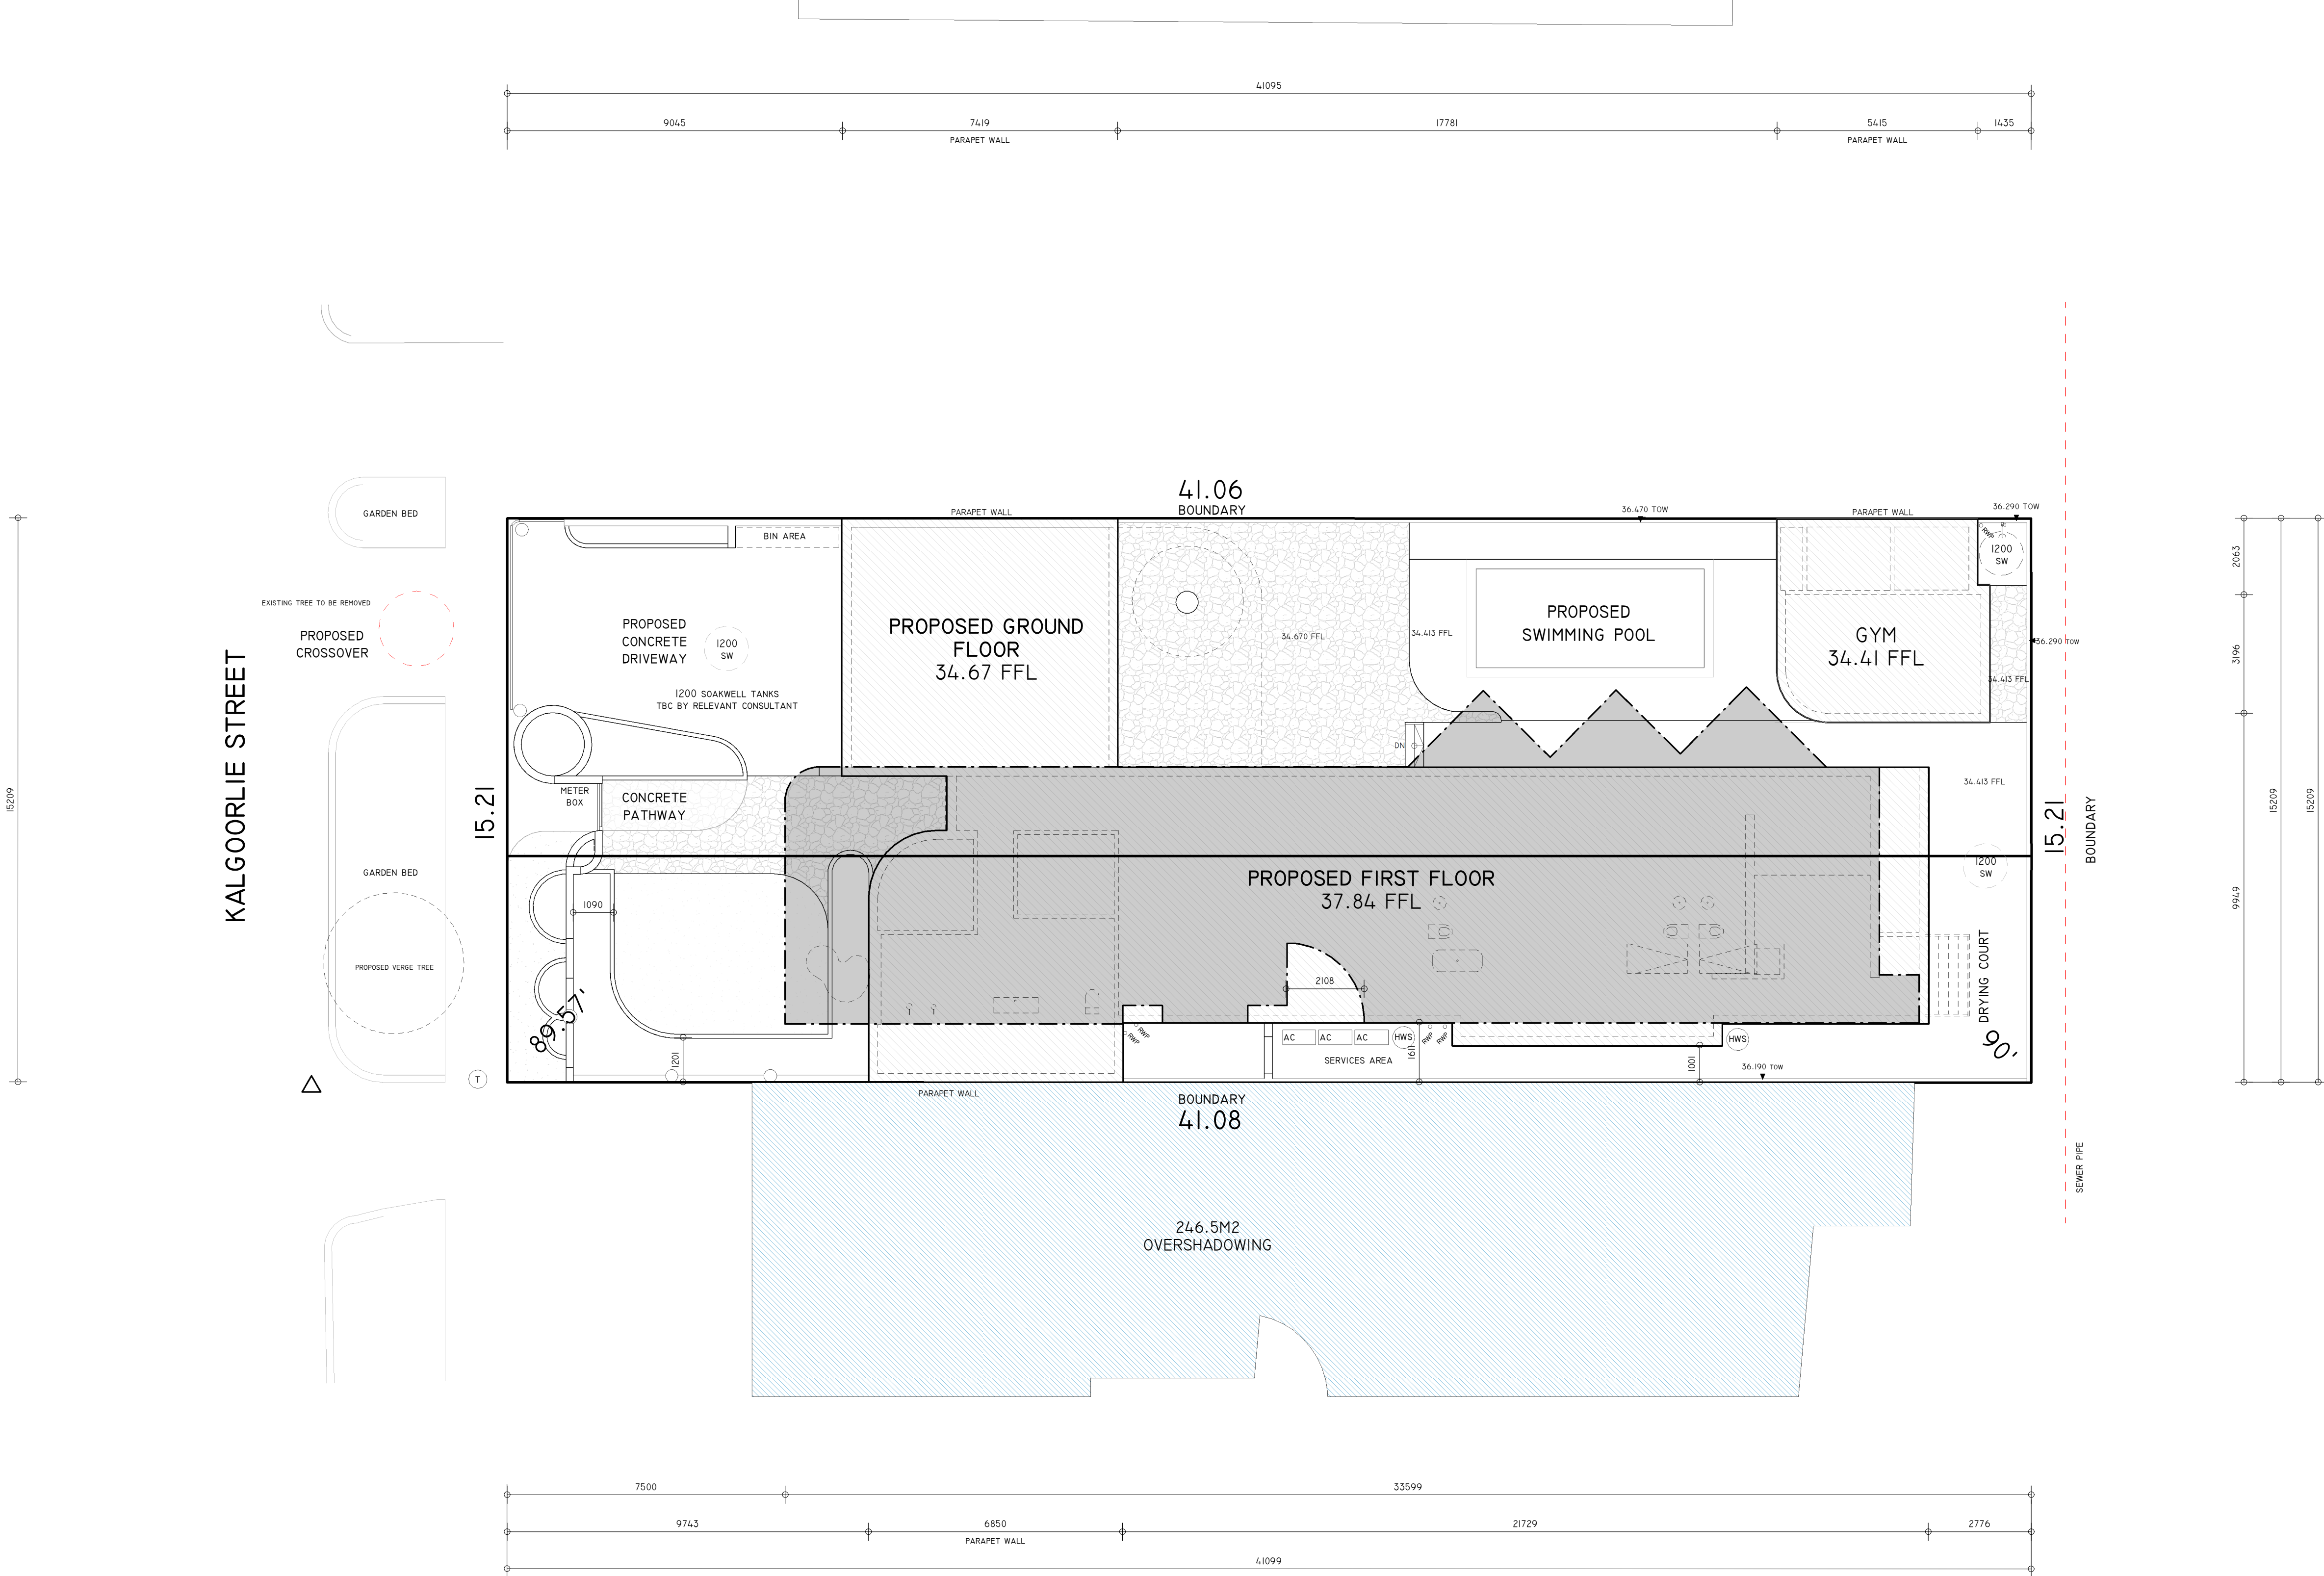 41095
9045
7419
17781
5415
1435
PARAPET WALL
PARAPET WALL
41.06
BOUNDARY
PARAPET WALL
36.470 TOW
PARAPET WALL
36.290 TOW
GARDEN BED
BIN AREA
RWP
1200
SW
2063
EXISTING TREE TO BE REMOVED
PROPOSED
CROSSOVER
PROPOSED
CONCRETE
DRIVEWAY
1200
SW
PROPOSED GROUND
FLOOR
34.67 FFL
34.670 FFL
34.413 FFL
PROPOSED
SWIMMING POOL
GYM
34.41 FFL
36.290 TOW
3196
34.413 FFL
1200 SOAKWELL TANKS
TBC BY RELEVANT CONSULTANT
KALGOORLIE STREET
DN
15209
15.21
METER
BOX
CONCRETE
PATHWAY
34.413 FFL
15.21
BOUNDARY
15209
15209
GARDEN BED
PROPOSED FIRST FLOOR
37.84 FFL
1200
SW
9949
1090
PROPOSED VERGE TREE
2108
DRYING COURT
89.57'
90'
RWP
RWP
AC
AC
AC
HWS
RWP
RWP
HWS
SERVICES AREA
1611
1201
1001
36.190 TOW
T
PARAPET WALL
BOUNDARY
41.08
SEWER PIPE
246.5M2
OVERSHADOWING
7500
33599
9743
6850
21729
2776
PARAPET WALL
41099